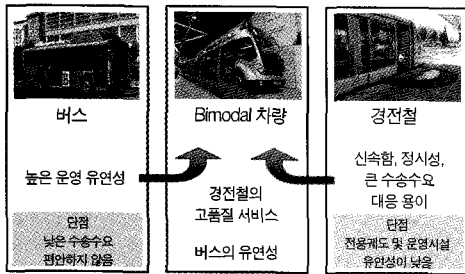 버스
높은 운영 유연성
단점
낮은 수송수요
편안하지 않음
Bimodal 차량
경전철의
고품질 서비스
버스의 유연성
경전철
신속함, 정시성,
큰 수송수요
대응 용이
단점
전용궤도 및 운영시설
유연성이 낮음